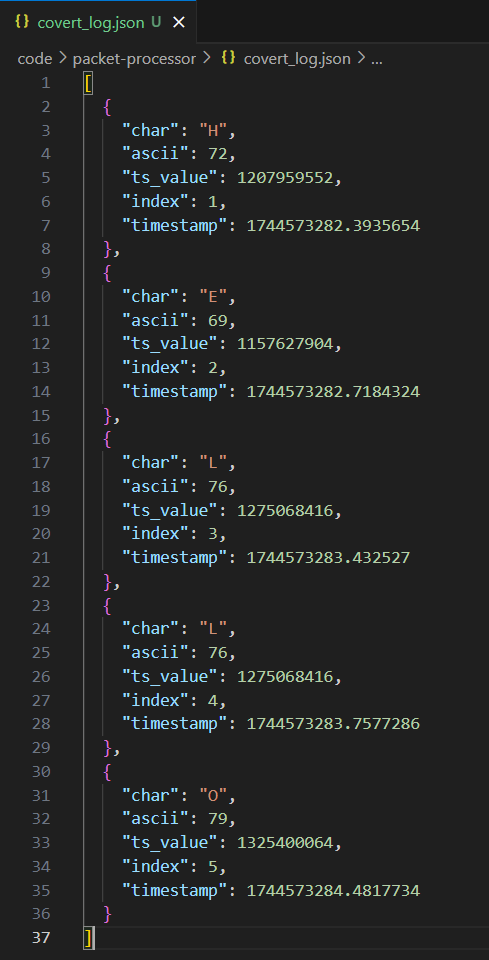 {} covert_log.json U ×
code > packet-processor > {} covert_log.json > ...
1 [
2 {
3 "char": "H",
4 "ascii": 72,
5 "ts_value": 1207959552,
6 "index": 1,
7 "timestamp": 1744573282.3935654
8 },
9 {
10 "char": "E",
11 "ascii": 69,
12 "ts_value": 1157627904,
13 "index": 2,
14 "timestamp": 1744573282.7184324
15 },
16 {
17 "char": "L",
18 "ascii": 76,
19 "ts_value": 1275068416,
20 "index": 3,
21 "timestamp": 1744573283.432527
22 },
23 {
24 "char": "L",
25 "ascii": 76,
26 "ts_value": 1275068416,
27 "index": 4,
28 "timestamp": 1744573283.7577286
29 },
30 {
31 "char": "O",
32 "ascii": 79,
33 "ts_value": 1325400064,
34 "index": 5,
35 "timestamp": 1744573284.4817734
36 }
37 ]